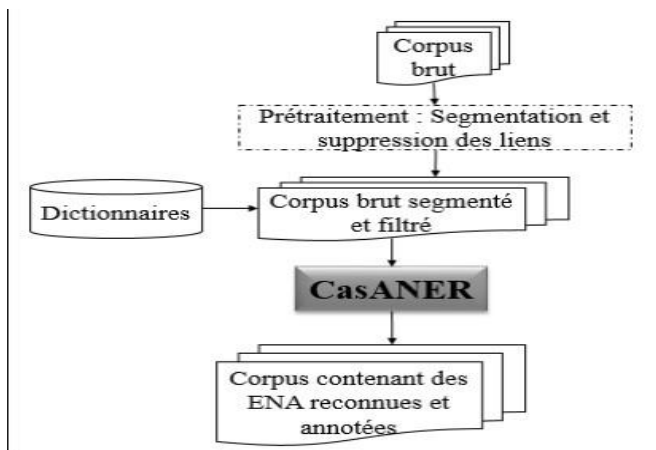 Corpus
brut
Prétraitement : Segmentation et
suppression des liens
Dictionnaires
Corpus brut segmenté
et filtré
CasANER
Corpus contenant des
ENA reconnues et
annotées